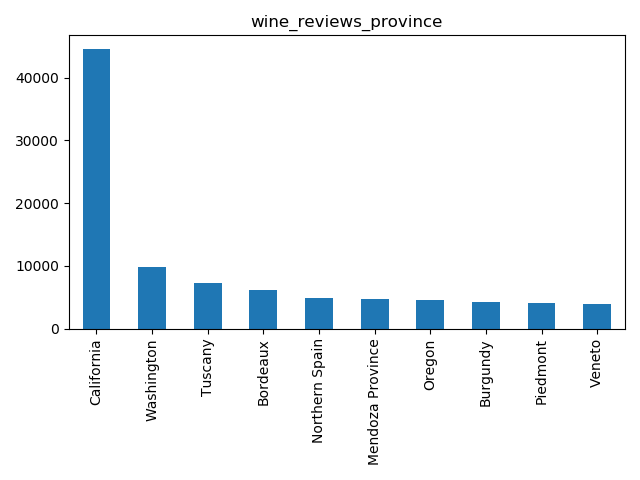 wine_reviews_province
40000
30000
20000
10000
0
California
Washington
Tuscany
Bordeaux
Northern Spain
Mendoza Province
Oregon
Burgundy
Piedmont
Veneto